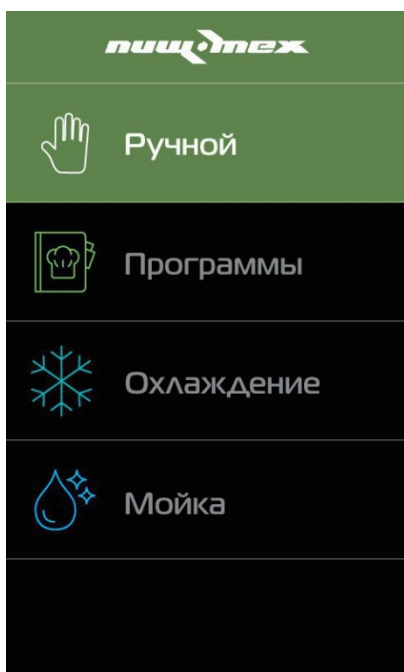 пищтех
Ручной
Программы
Охлаждение
Мойка